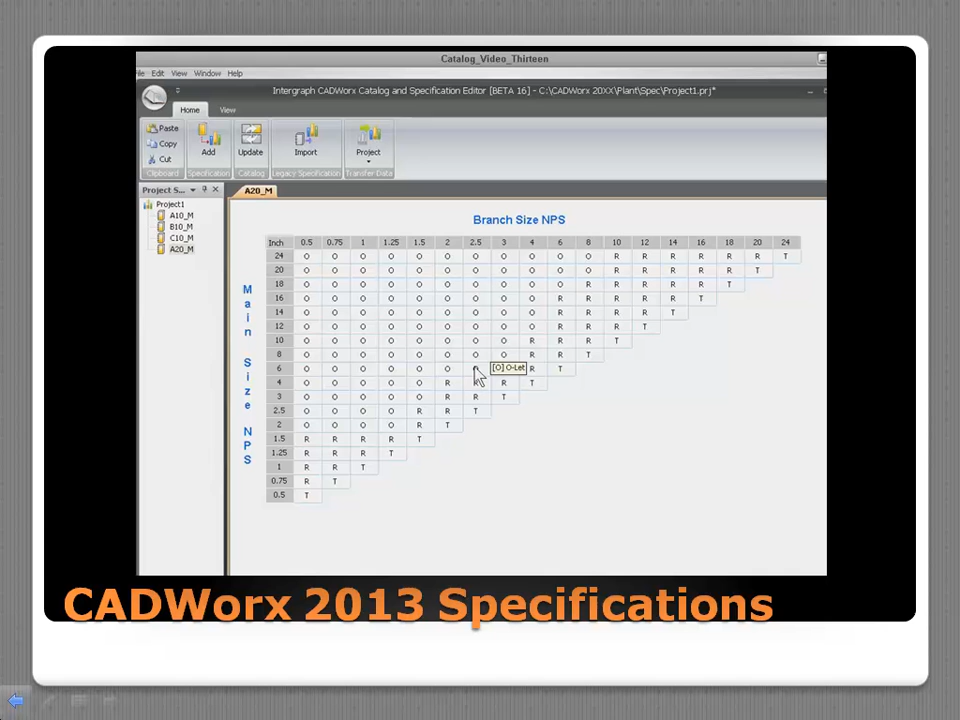 Catalog_Video_Thirteen
File Edit View Window Help
Intergraph CADWorx Catalog and Specification Editor [BETA 16] - C:\CADWorx 20XX\Plant\Spec\Project1.prj*
Home View
Paste
Copy
Cut
Add
Update
Import
Project
Clipboard Specification Catalog Legacy Specification Transfer Data
Project S...
A20_M
Project1
A10_M
B10_M
C10_M
A20_M
Branch Size NPS
Main Size NPS
Inch 0.5 0.75 1 1.25 1.5 2 2.5 3 4 6 8 10 12 14 16 18 20 24
24 O O O O O O O O O O O R R R R R R T
20 O O O O O O O O O O O R R R R R T
18 O O O O O O O O O O R R R R R T
16 O O O O O O O O O R R R R R T
14 O O O O O O O O O R R R R T
12 O O O O O O O O O R R R T
10 O O O O O O O O R R R T
8 O O O O O O O O R R T
6 O O O O O O O [O] O-Let R T
4 O O O O O R R R T
3 O O O O O R R T
2.5 O O O O R R T
2 O O O O R T
1.5 R R R R T
1.25 R R R T
1 R R T
0.75 R T
0.5 T
CADWorx 2013 Specifications